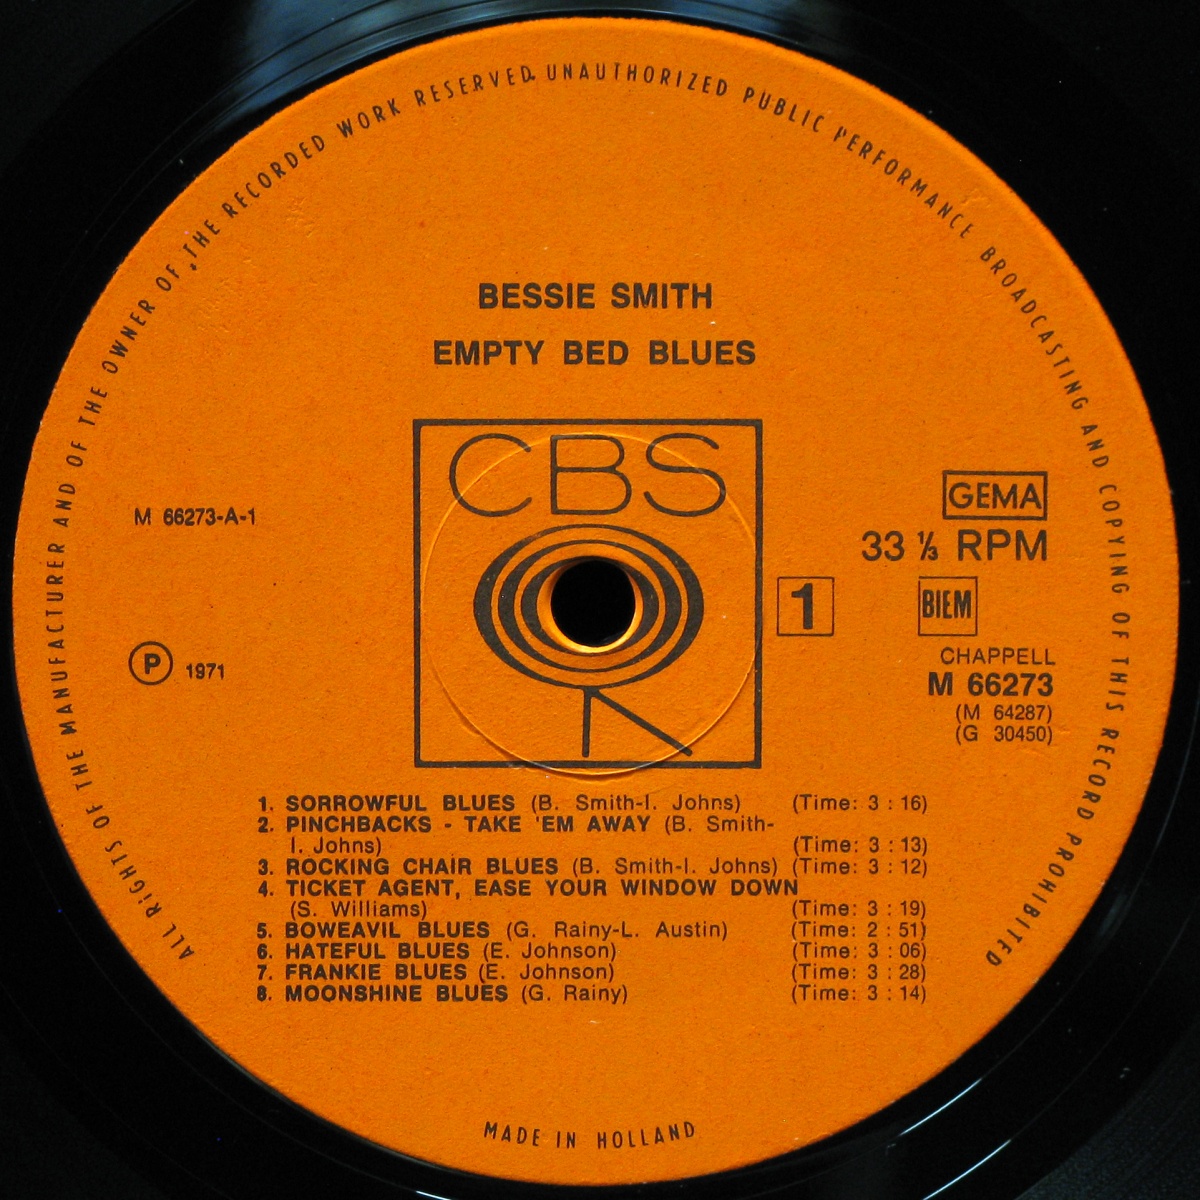 ALL RiGHTS OF THE MANUFACTURER AND OF THE OWNER OF THE RECORDED WORK RESERVED. UNAUTHORIZED PUBLIC PERFORMANCE BROADCASTING AND COPYING OF THIS RECORD PROHIBITED
BESSIE SMITH
EMPTY BED BLUES
CBS
M 66273-A-1
GEMA
33 ⅓ RPM
1
BIEM
Ⓟ 1971
CHAPPELL
M 66273
(M 64287)
(G 30450)
1. SORROWFUL BLUES (B. Smith-I. Johns) (Time: 3 : 16)
2. PINCHBACKS - TAKE 'EM AWAY (B. Smith-
I. Johns) (Time: 3 : 13)
3. ROCKING CHAIR BLUES (B. Smith-I. Johns) (Time: 3 : 12)
4. TICKET AGENT, EASE YOUR WINDOW DOWN
(S. Williams) (Time: 3 : 19)
5. BOWEAVIL BLUES (G. Rainy-L. Austin) (Time: 2 : 51)
6. HATEFUL BLUES (E. Johnson) (Time: 3 : 06)
7. FRANKIE BLUES (E. Johnson) (Time: 3 : 28)
8. MOONSHINE BLUES (G. Rainy) (Time: 3 : 14)
MADE IN HOLLAND